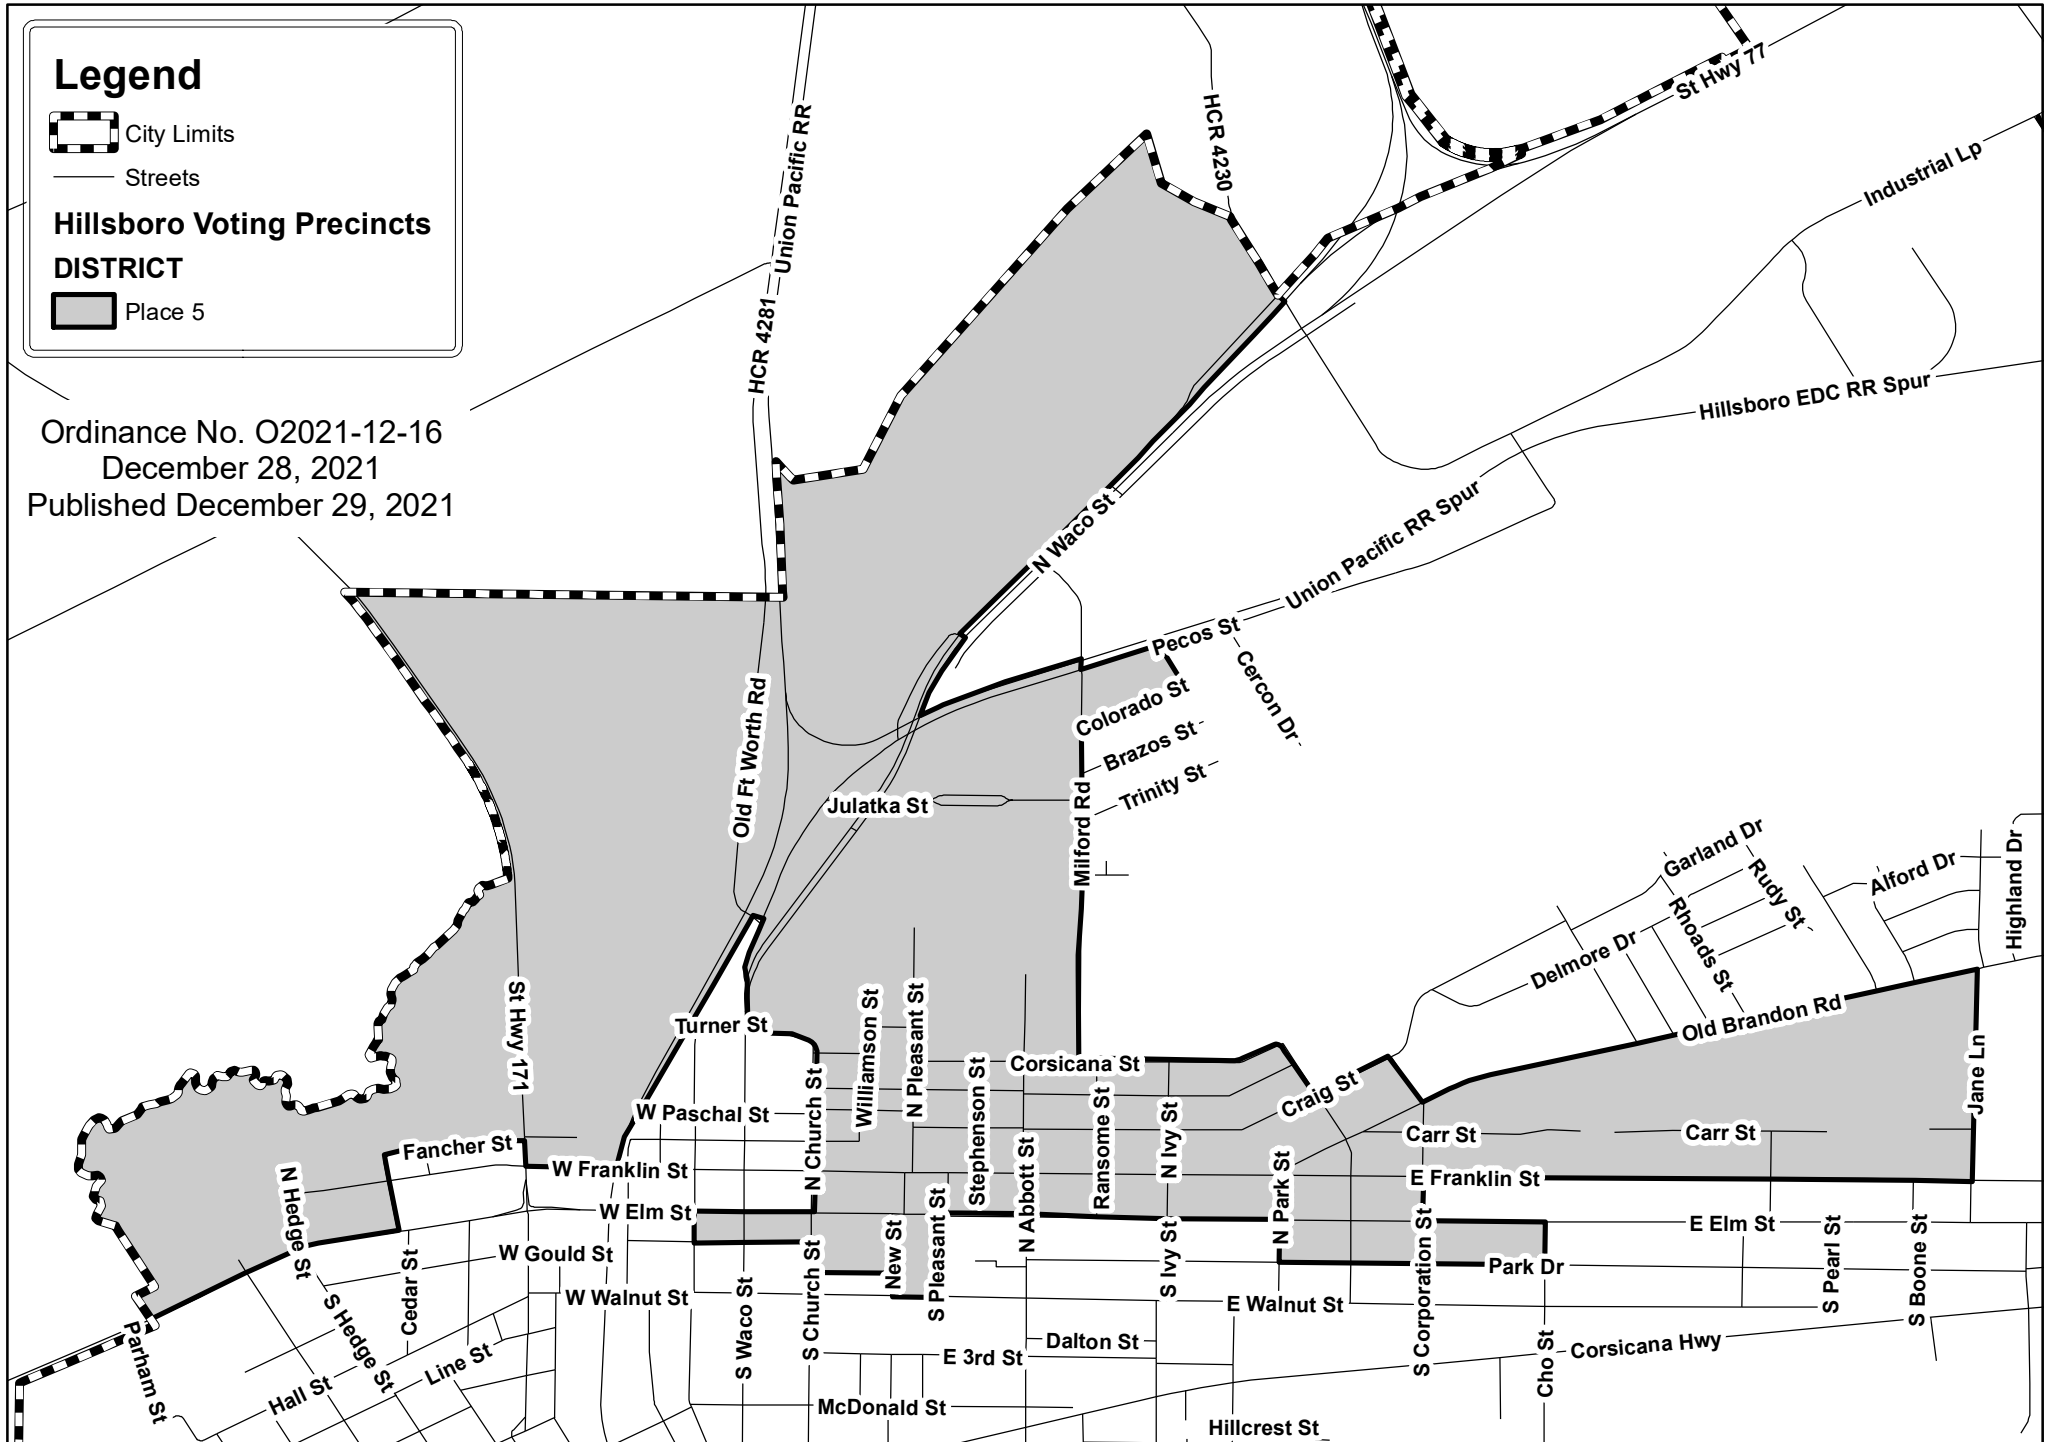 Legend
City Limits
Streets
Hillsboro Voting Precincts
DISTRICT
Place 5
Ordinance No. O2021-12-16
December 28, 2021
Published December 29, 2021
Union Pacific RR
HCR 4281
HCR 4230
St Hwy 77
Industrial Lp
Hillsboro EDC RR Spur
Union Pacific RR Spur
N Waco St
Pecos St
Cercon Dr
Colorado St
Brazos St
Trinity St
Old Ft Worth Rd
Julatka St
Milford Rd
Garland Dr
Rudy St
Rhoads St
Alford Dr
Highland Dr
Delmore Dr
Old Brandon Rd
Jane Ln
St Hwy 171
Turner St
Williamson St
N Pleasant St
Corsicana St
Stephenson St
Ransome St
N Ivy St
Craig St
W Paschal St
N Church St
Carr St
Carr St
Fancher St
W Franklin St
N Abbott St
N Park St
E Franklin St
N Hedge St
W Elm St
S Pleasant St
New St
S Ivy St
S Corporation St
E Elm St
S Pearl St
S Boone St
W Gould St
Cedar St
S Church St
Park Dr
W Walnut St
S Waco St
E Walnut St
S Hedge St
Parham St
Line St
Hall St
Dalton St
E 3rd St
Corsicana Hwy
Cho St
McDonald St
Hillcrest St